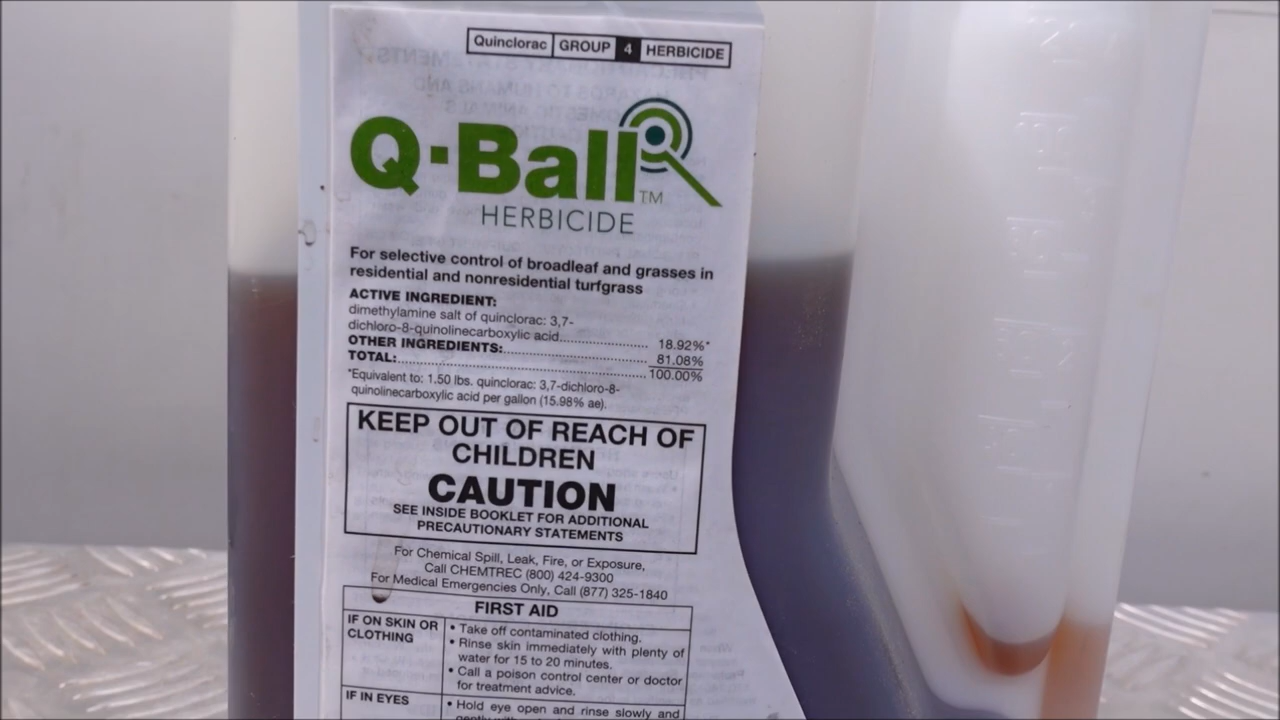 Quinclorac GROUP 4 HERBICIDE
Q·Ball™
HERBICIDE
For selective control of broadleaf and grasses in
residential and nonresidential turfgrass
ACTIVE INGREDIENT:
dimethylamine salt of quinclorac: 3,7-
dichloro-8-quinolinecarboxylic acid.......................... 18.92%*
OTHER INGREDIENTS:........................................ 81.08%
TOTAL:................................................................ 100.00%
*Equivalent to: 1.50 lbs. quinclorac: 3,7-dichloro-8-
quinolinecarboxylic acid per gallon (15.98% ae).
KEEP OUT OF REACH OF
CHILDREN
CAUTION
SEE INSIDE BOOKLET FOR ADDITIONAL
PRECAUTIONARY STATEMENTS
For Chemical Spill, Leak, Fire, or Exposure,
Call CHEMTREC (800) 424-9300
For Medical Emergencies Only, Call (877) 325-1840
FIRST AID
IF ON SKIN OR
CLOTHING
• Take off contaminated clothing.
• Rinse skin immediately with plenty of
water for 15 to 20 minutes.
• Call a poison control center or doctor
for treatment advice.
IF IN EYES
• Hold eye open and rinse slowly and